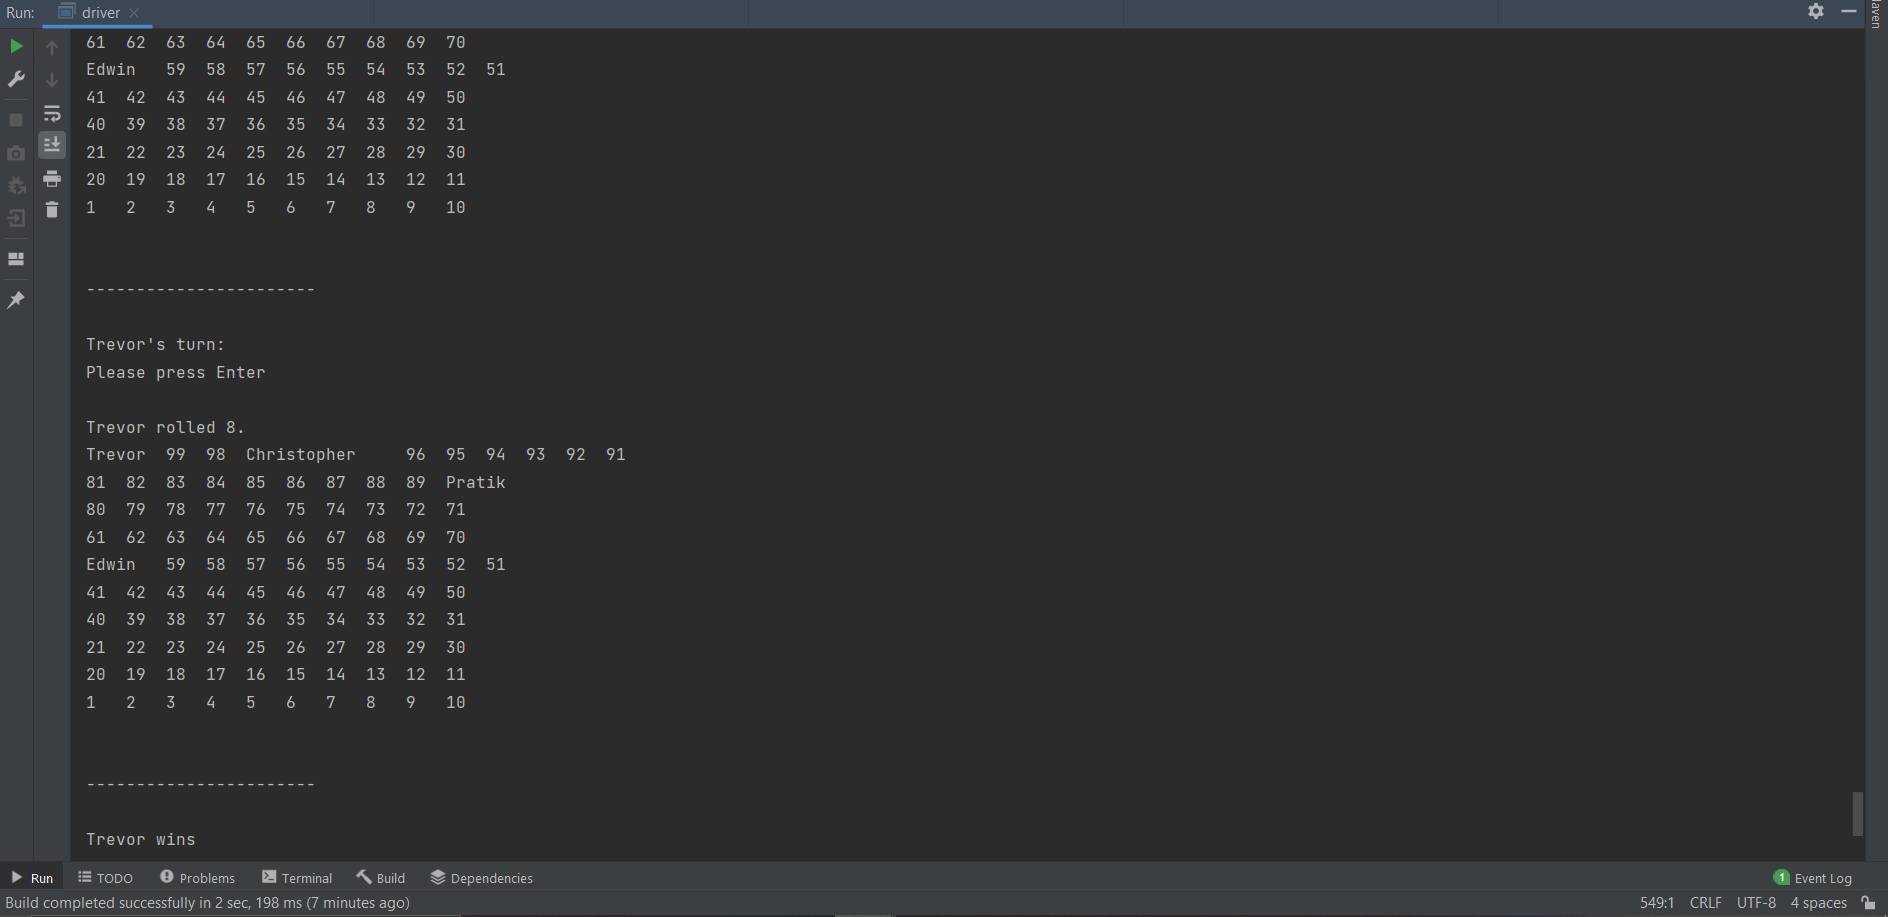 Run: driver
61 62 63 64 65 66 67 68 69 70
Edwin 59 58 57 56 55 54 53 52 51
41 42 43 44 45 46 47 48 49 50
40 39 38 37 36 35 34 33 32 31
21 22 23 24 25 26 27 28 29 30
20 19 18 17 16 15 14 13 12 11
1 2 3 4 5 6 7 8 9 10
-----------------------
Trevor's turn:
Please press Enter
Trevor rolled 8.
Trevor 99 98 Christopher 96 95 94 93 92 91
81 82 83 84 85 86 87 88 89 Pratik
80 79 78 77 76 75 74 73 72 71
61 62 63 64 65 66 67 68 69 70
Edwin 59 58 57 56 55 54 53 52 51
41 42 43 44 45 46 47 48 49 50
40 39 38 37 36 35 34 33 32 31
21 22 23 24 25 26 27 28 29 30
20 19 18 17 16 15 14 13 12 11
1 2 3 4 5 6 7 8 9 10
-----------------------
Trevor wins
Run TODO Problems Terminal Build Dependencies 1 Event Log
Build completed successfully in 2 sec, 198 ms (7 minutes ago) 549:1 CRLF UTF-8 4 spaces